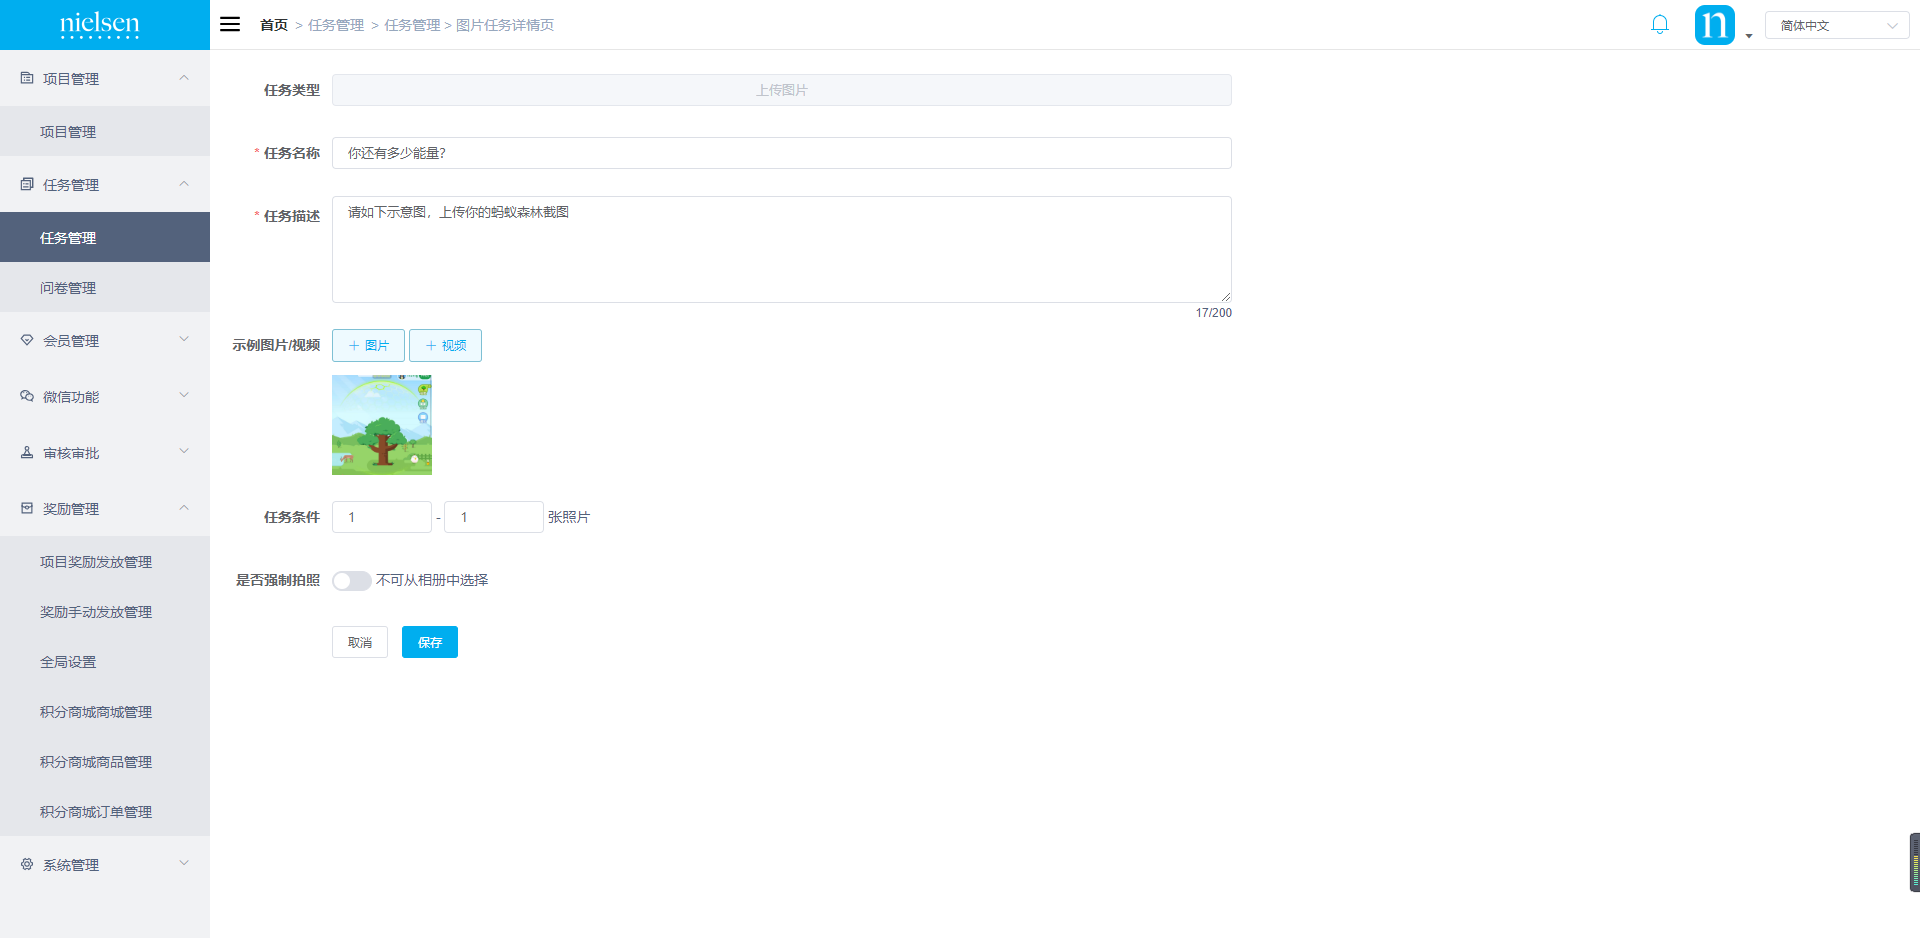 nielsen
首页 > 任务管理 > 任务管理 > 图片任务详情页
n
简体中文
项目管理
项目管理
任务管理
任务管理
问卷管理
会员管理
微信功能
审核审批
奖励管理
项目奖励发放管理
奖励手动发放管理
全局设置
积分商城商城管理
积分商城商品管理
积分商城订单管理
系统管理
任务类型 上传图片
* 任务名称 你还有多少能量?
* 任务描述 请如下示意图，上传你的蚂蚁森林截图
17/200
示例图片/视频 + 图片 + 视频
任务条件 1 - 1 张照片
是否强制拍照 不可从相册中选择
取消 保存